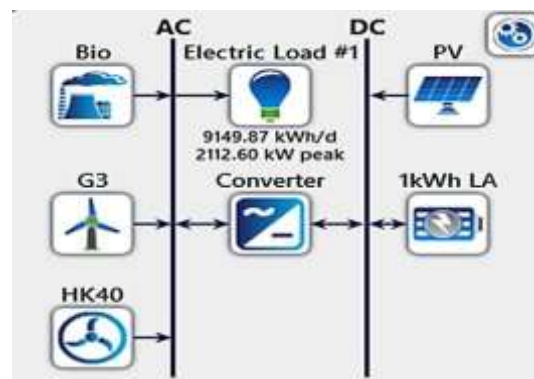 AC DC
Bio Electric Load #1 PV
9149.87 kWh/d
2112.60 kW peak
G3 Converter 1kWh LA
HK40